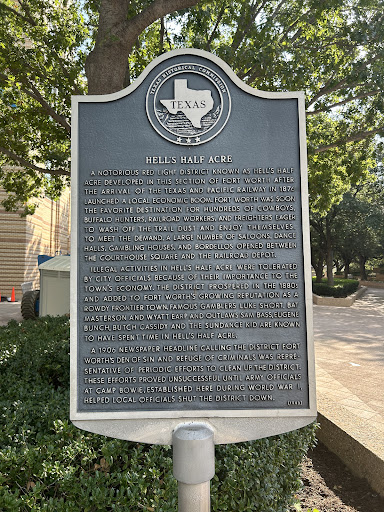 TEXAS HISTORICAL COMMISSION
TEXAS
HELL'S HALF ACRE
A NOTORIOUS RED LIGHT DISTRICT KNOWN AS HELL'S HALF
ACRE DEVELOPED IN THIS SECTION OF FORT WORTH AFTER
THE ARRIVAL OF THE TEXAS AND PACIFIC RAILWAY IN 1876
LAUNCHED A LOCAL ECONOMIC BOOM. FORT WORTH WAS SOON
THE FAVORITE DESTINATION FOR HUNDREDS OF COWBOYS,
BUFFALO HUNTERS, RAILROAD WORKERS, AND FREIGHTERS EAGER
TO WASH OFF THE TRAIL DUST AND ENJOY THEMSELVES.
TO MEET THE DEMAND, A LARGE NUMBER OF SALOONS, DANCE
HALLS, GAMBLING HOUSES, AND BORDELLOS OPENED BETWEEN
THE COURTHOUSE SQUARE AND THE RAILROAD DEPOT.
ILLEGAL ACTIVITIES IN HELL'S HALF ACRE WERE TOLERATED
BY CITY OFFICIALS BECAUSE OF THEIR IMPORTANCE TO THE
TOWN'S ECONOMY. THE DISTRICT PROSPERED IN THE 1880s
AND ADDED TO FORT WORTH'S GROWING REPUTATION AS A
ROWDY FRONTIER TOWN. FAMOUS GAMBLERS LUKE SHORT, BAT
MASTERSON, AND WYATT EARP, AND OUTLAWS SAM BASS, EUGENE
BUNCH, BUTCH CASSIDY AND THE SUNDANCE KID ARE KNOWN
TO HAVE SPENT TIME IN HELL'S HALF ACRE.
A 1906 NEWSPAPER HEADLINE CALLING THE DISTRICT FORT
WORTH'S DEN OF SIN AND REFUGE OF CRIMINALS WAS REPRE-
SENTATIVE OF PERIODIC EFFORTS TO CLEAN UP THE DISTRICT.
THESE EFFORTS PROVED UNSUCCESSFUL UNTIL ARMY OFFICIALS
AT CAMP BOWIE, ESTABLISHED HERE DURING WORLD WAR I,
HELPED LOCAL OFFICIALS SHUT THE DISTRICT DOWN.